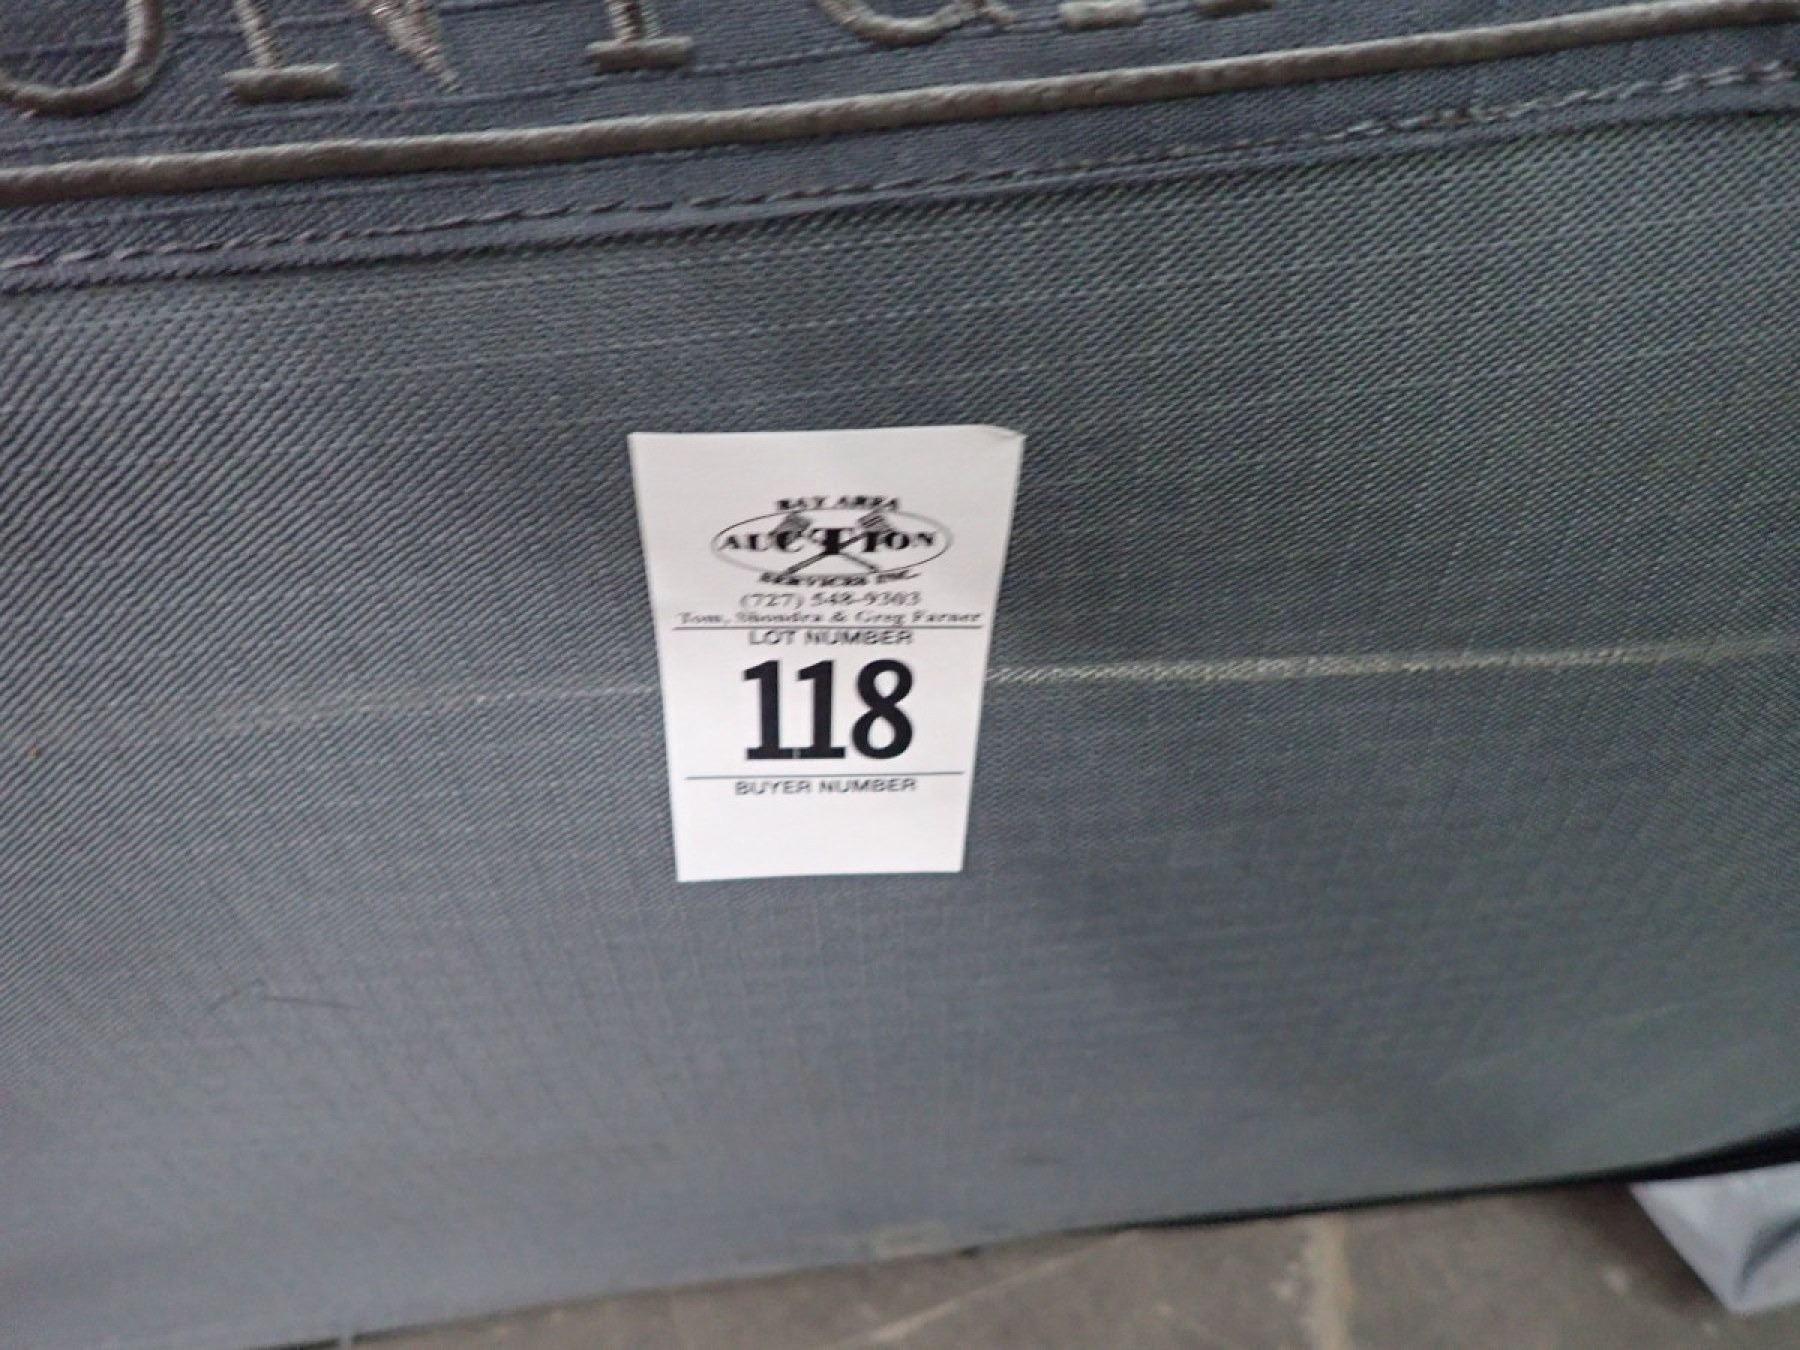 BAY AREA
AUCTION
SERVICES INC.
(727) 548-9303
Tom, Shondra & Greg Farner
LOT NUMBER
118
BUYER NUMBER